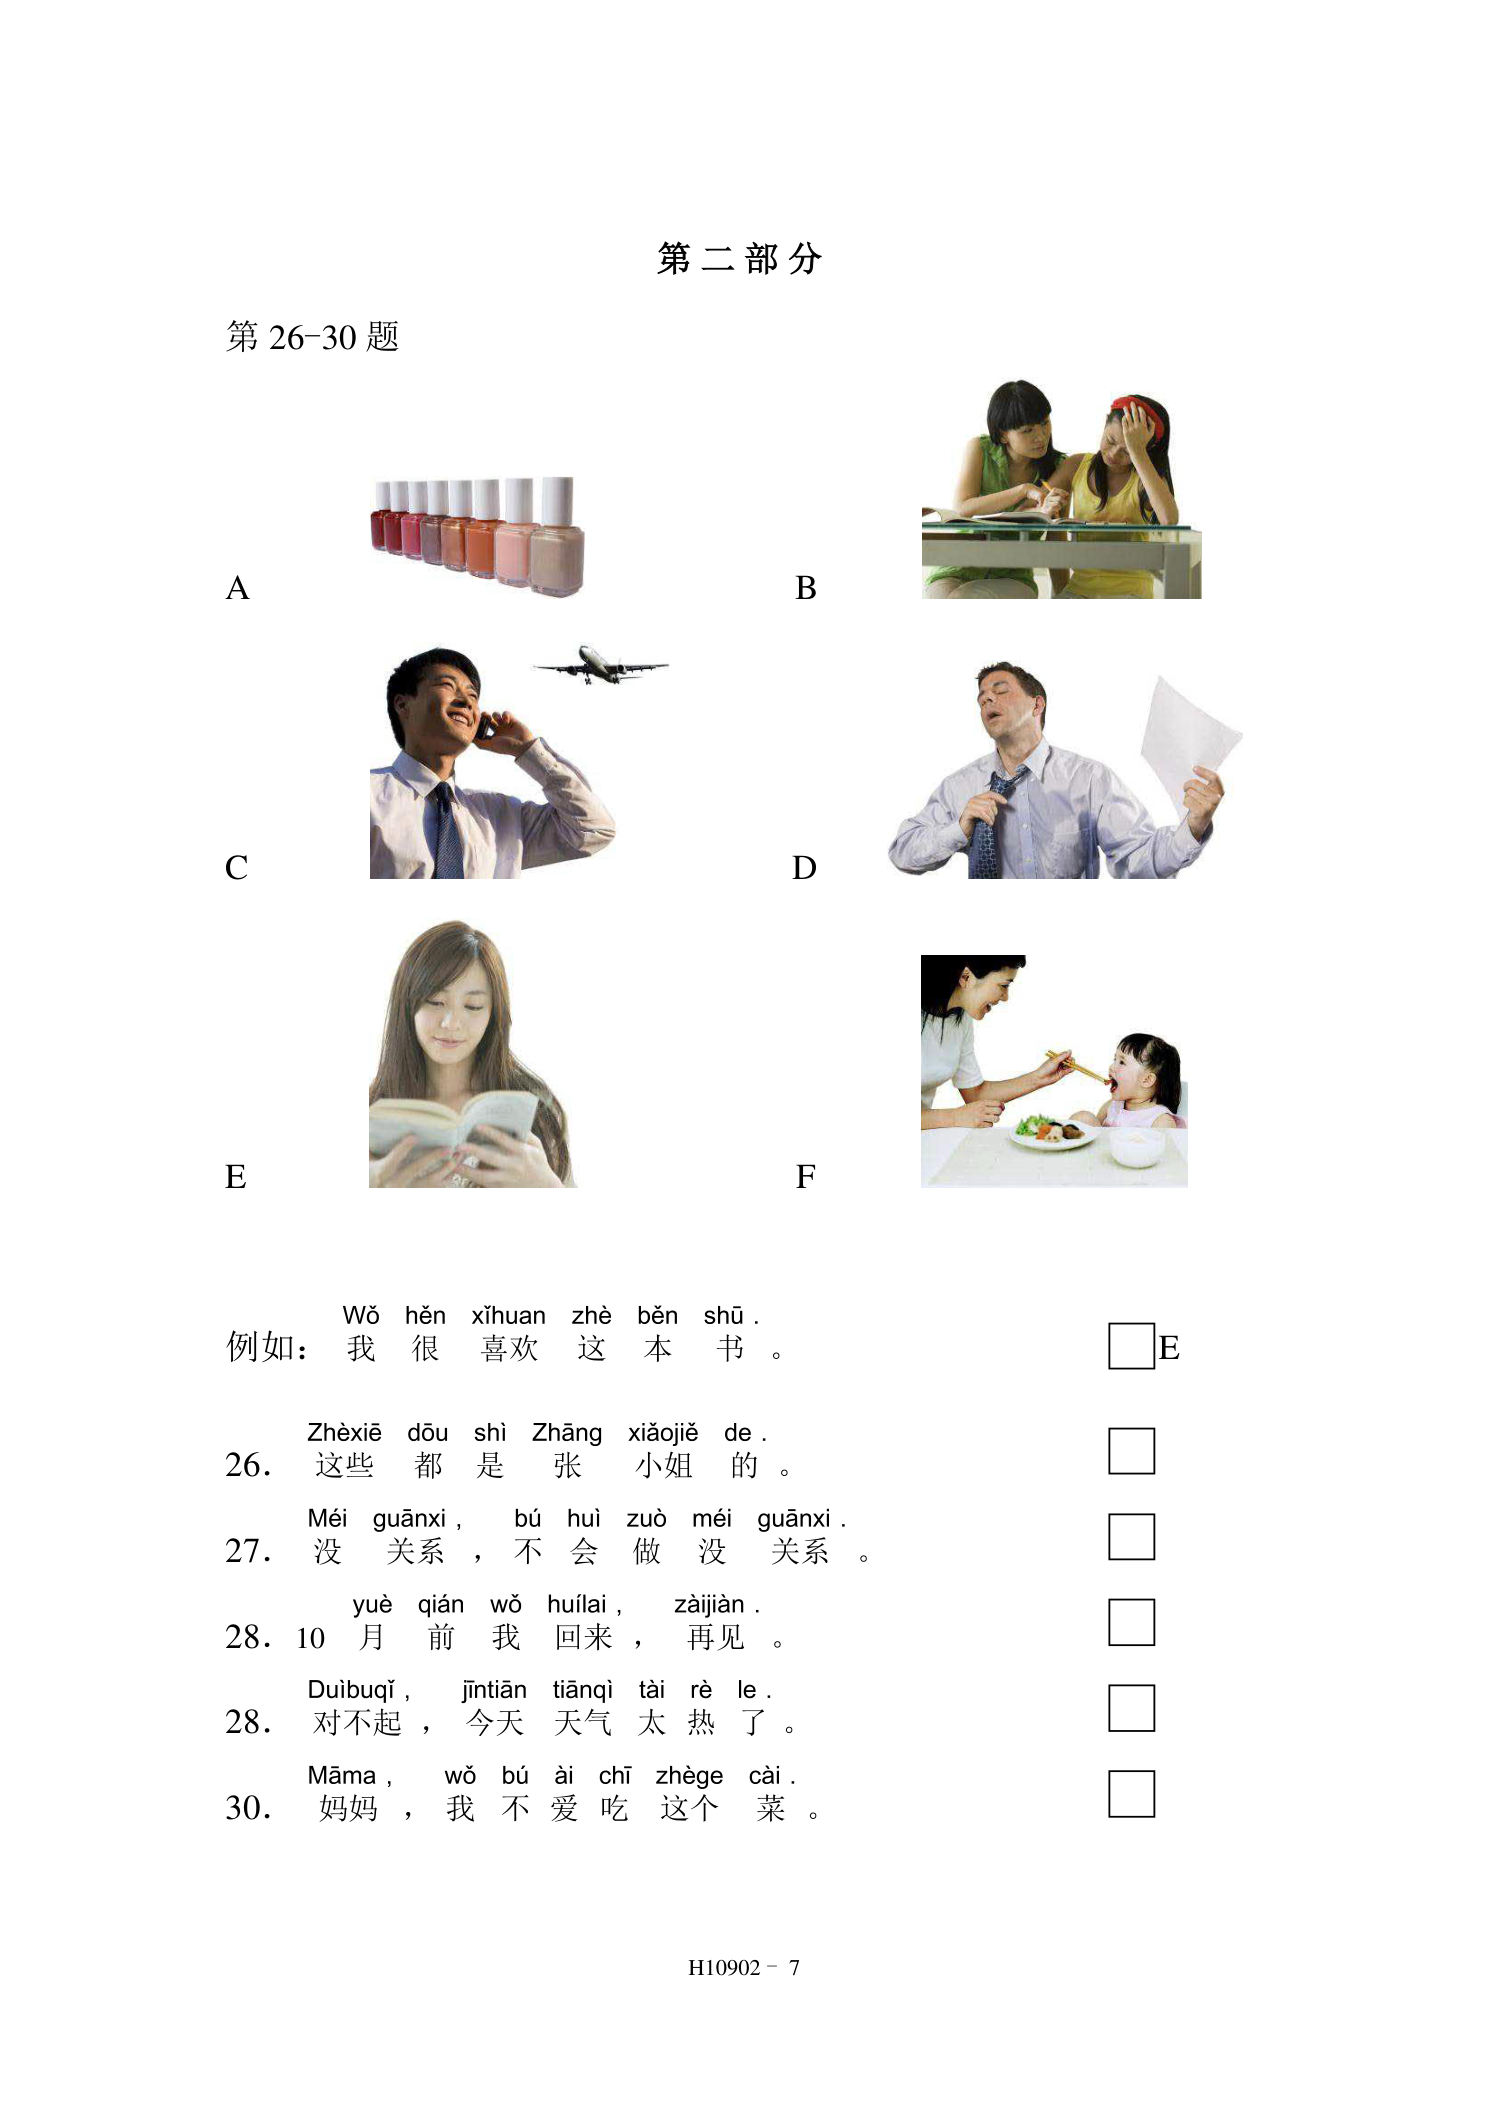 第二部分
第 26-30 题
A
B
C
D
E
F
Wǒ hěn xǐhuan zhè běn shū .
例如： 我 很 喜欢 这 本 书 。 E
Zhèxiē dōu shì Zhāng xiǎojiě de .
26. 这些 都 是 张 小姐 的 。
Méi guānxi , bú huì zuò méi guānxi .
27. 没 关系 ， 不 会 做 没 关系 。
yuè qián wǒ huílai , zàijiàn .
28. 10 月 前 我 回来 ， 再见 。
Duìbuqǐ , jīntiān tiānqì tài rè le .
28. 对不起 ， 今天 天气 太 热 了 。
Māma , wǒ bú ài chī zhège cài .
30. 妈妈 ， 我 不 爱 吃 这个 菜 。
H10902 - 7